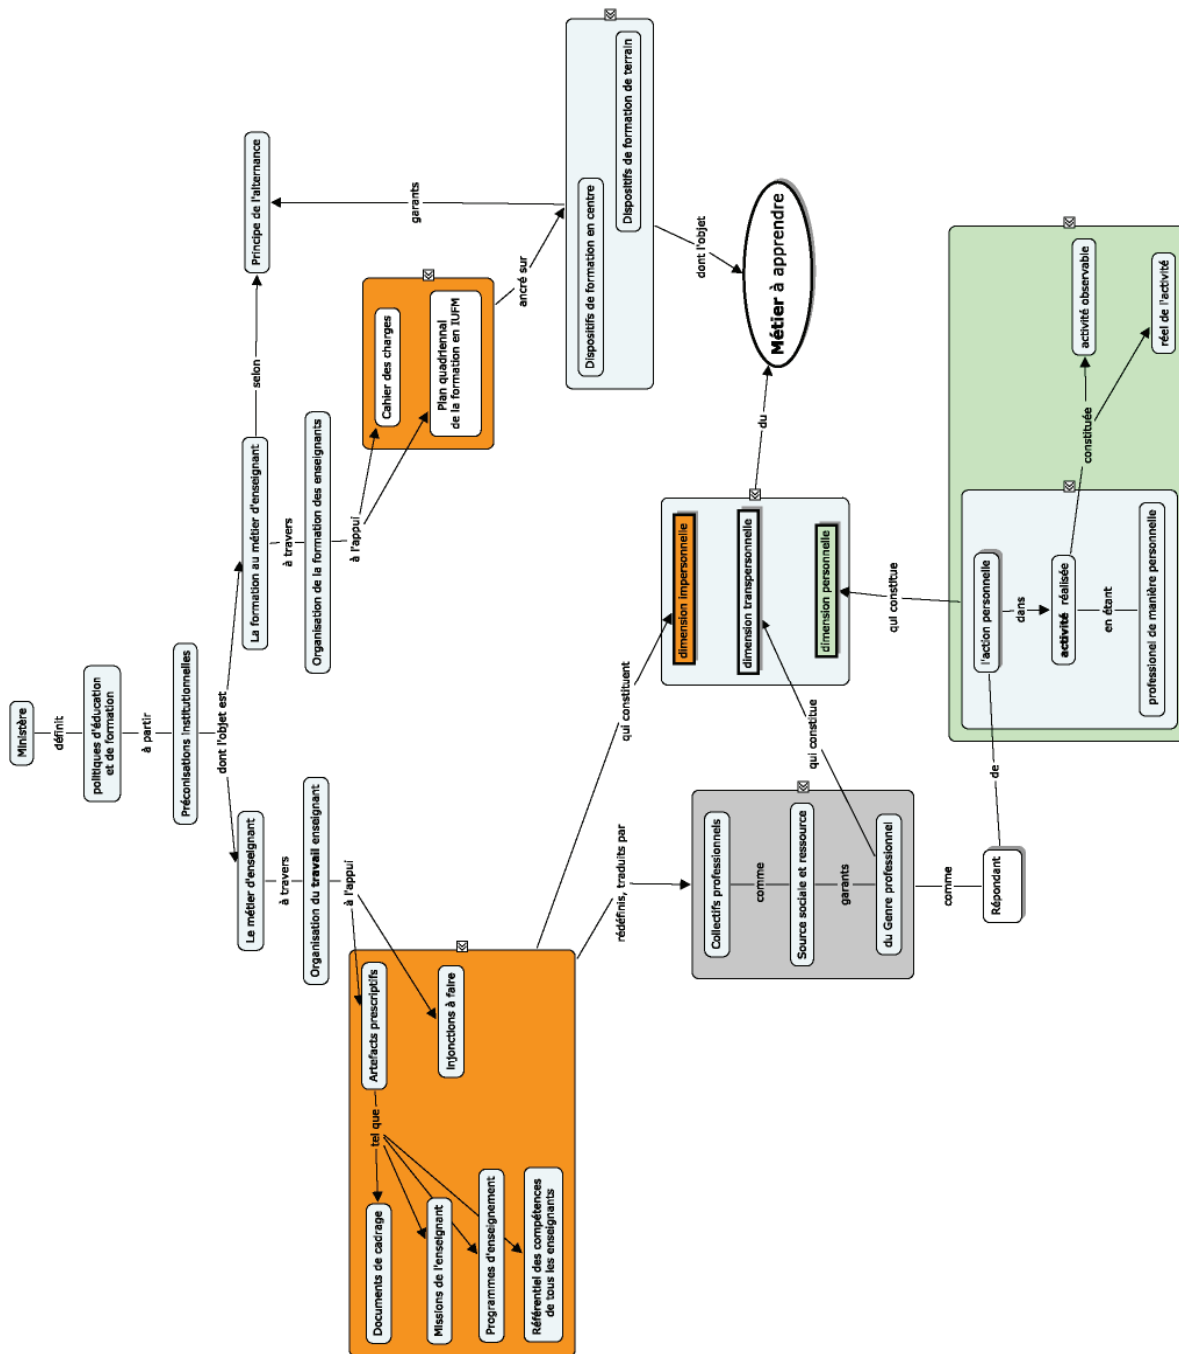 Ministère
définit
politiques d'éducation
et de formation
à partir
Préconisations Institutionnelles
dont l'objet est
Le métier d'enseignant
La formation au métier d'enseignant
selon
Principe de l'alternance
à travers
à travers
Organisation du travail enseignant
Organisation de la formation des enseignants
à l'appui
à l'appui
Artefacts prescriptifs
Injonctions à faire
tel que
Documents de cadrage
Missions de l'enseignant
Programmes d'enseignement
Référentiel des compétences
de tous les enseignants
Cahier des charges
Plan quadriennal
de la formation en IUFM
ancré sur
garants
Dispositifs de formation en centre
Dispositifs de formation de terrain
dont l'objet
Métier à apprendre
du
qui constituent
rédéfinis, traduits par
dimension impersonnelle
dimension transpersonnelle
dimension personnelle
Collectifs professionnels
comme
Source sociale et ressource
garants
du Genre professionnel
qui constitue
qui constitue
comme
Répondant
de
l'action personnelle
dans
activité réalisée
en étant
professionel de manière personnelle
constituée
activité observable
réel de l'activité